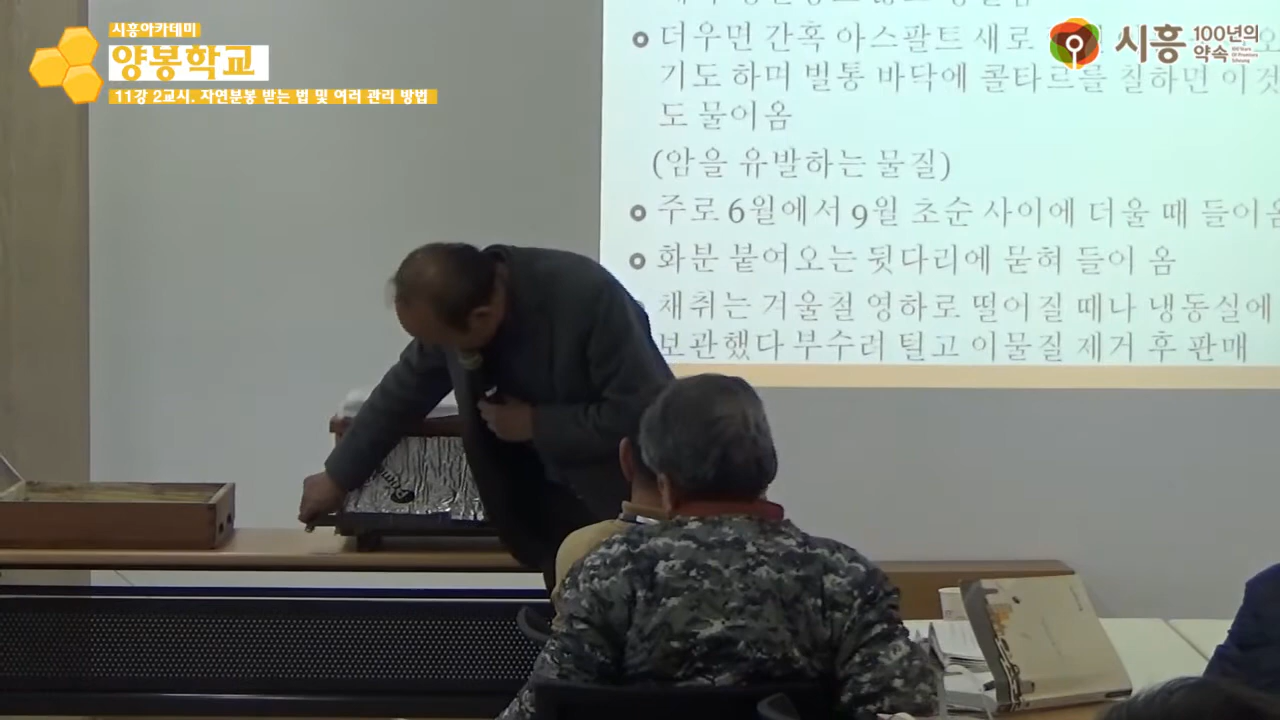 시흥아카데미
양봉학교
11강 2교시. 자연분봉 받는 법 및 여러 관리 방법
시흥 100년의 약속
더우면 간혹 아스팔트 새로
기도 하며 빌통 바닥에 콜타르를 칠하면 이것
도 물이옴
(암을 유발하는 물질)
주로 6월에서 9월 초순 사이에 더울 때 들이옴
화분 붙어오는 뒷다리에 묻혀 들이 옴
채취는 겨울철 영하로 떨어질 때나 냉동실에
보관했다 부수러 털고 이물질 제거 후 판매